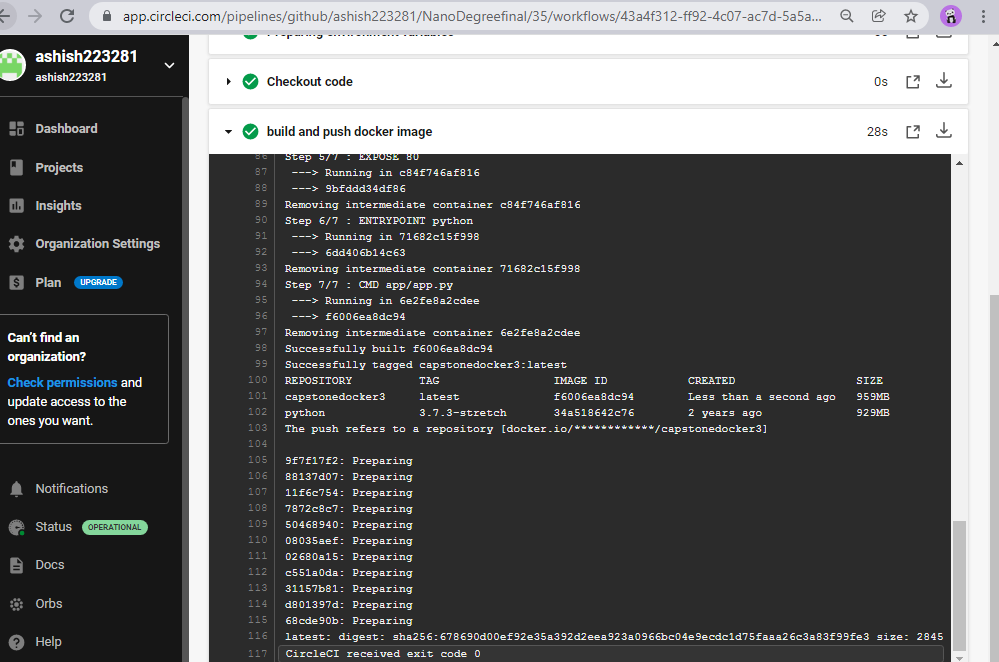 app.circleci.com/pipelines/github/ashish223281/NanoDegreefinal/35/workflows/43a4f312-ff92-4c07-ac7d-5a5a...
ashish223281
ashish223281
Dashboard
Projects
Insights
Organization Settings
Plan UPGRADE
Can't find an
organization?
Check permissions and
update access to the
ones you want.
Notifications
Status OPERATIONAL
Docs
Orbs
Help
Preparing environment variables 0s
Checkout code 0s
build and push docker image 28s
86 Step 5/7 : EXPOSE 80
87 ---> Running in c84f746af816
88 ---> 9bfddd34df86
89 Removing intermediate container c84f746af816
90 Step 6/7 : ENTRYPOINT python
91 ---> Running in 71682c15f998
92 ---> 6dd406b14c63
93 Removing intermediate container 71682c15f998
94 Step 7/7 : CMD app/app.py
95 ---> Running in 6e2fe8a2cdee
96 ---> f6006ea8dc94
97 Removing intermediate container 6e2fe8a2cdee
98 Successfully built f6006ea8dc94
99 Successfully tagged capstonedocker3:latest
100 REPOSITORY TAG IMAGE ID CREATED SIZE
101 capstonedocker3 latest f6006ea8dc94 Less than a second ago 959MB
102 python 3.7.3-stretch 34a518642c76 2 years ago 929MB
103 The push refers to a repository [docker.io/************/capstonedocker3]
104
105 9f7f17f2: Preparing
106 88137d07: Preparing
107 11f6c754: Preparing
108 7872c8c7: Preparing
109 50468940: Preparing
110 08035aef: Preparing
111 02680a15: Preparing
112 c551a0da: Preparing
113 31157b81: Preparing
114 d801397d: Preparing
115 68cde90b: Preparing
116 latest: digest: sha256:678690d00ef92e35a392d2eea923a0966bc04e9ecdc1d75faaa26c3a83f99fe3 size: 2845
117 CircleCI received exit code 0